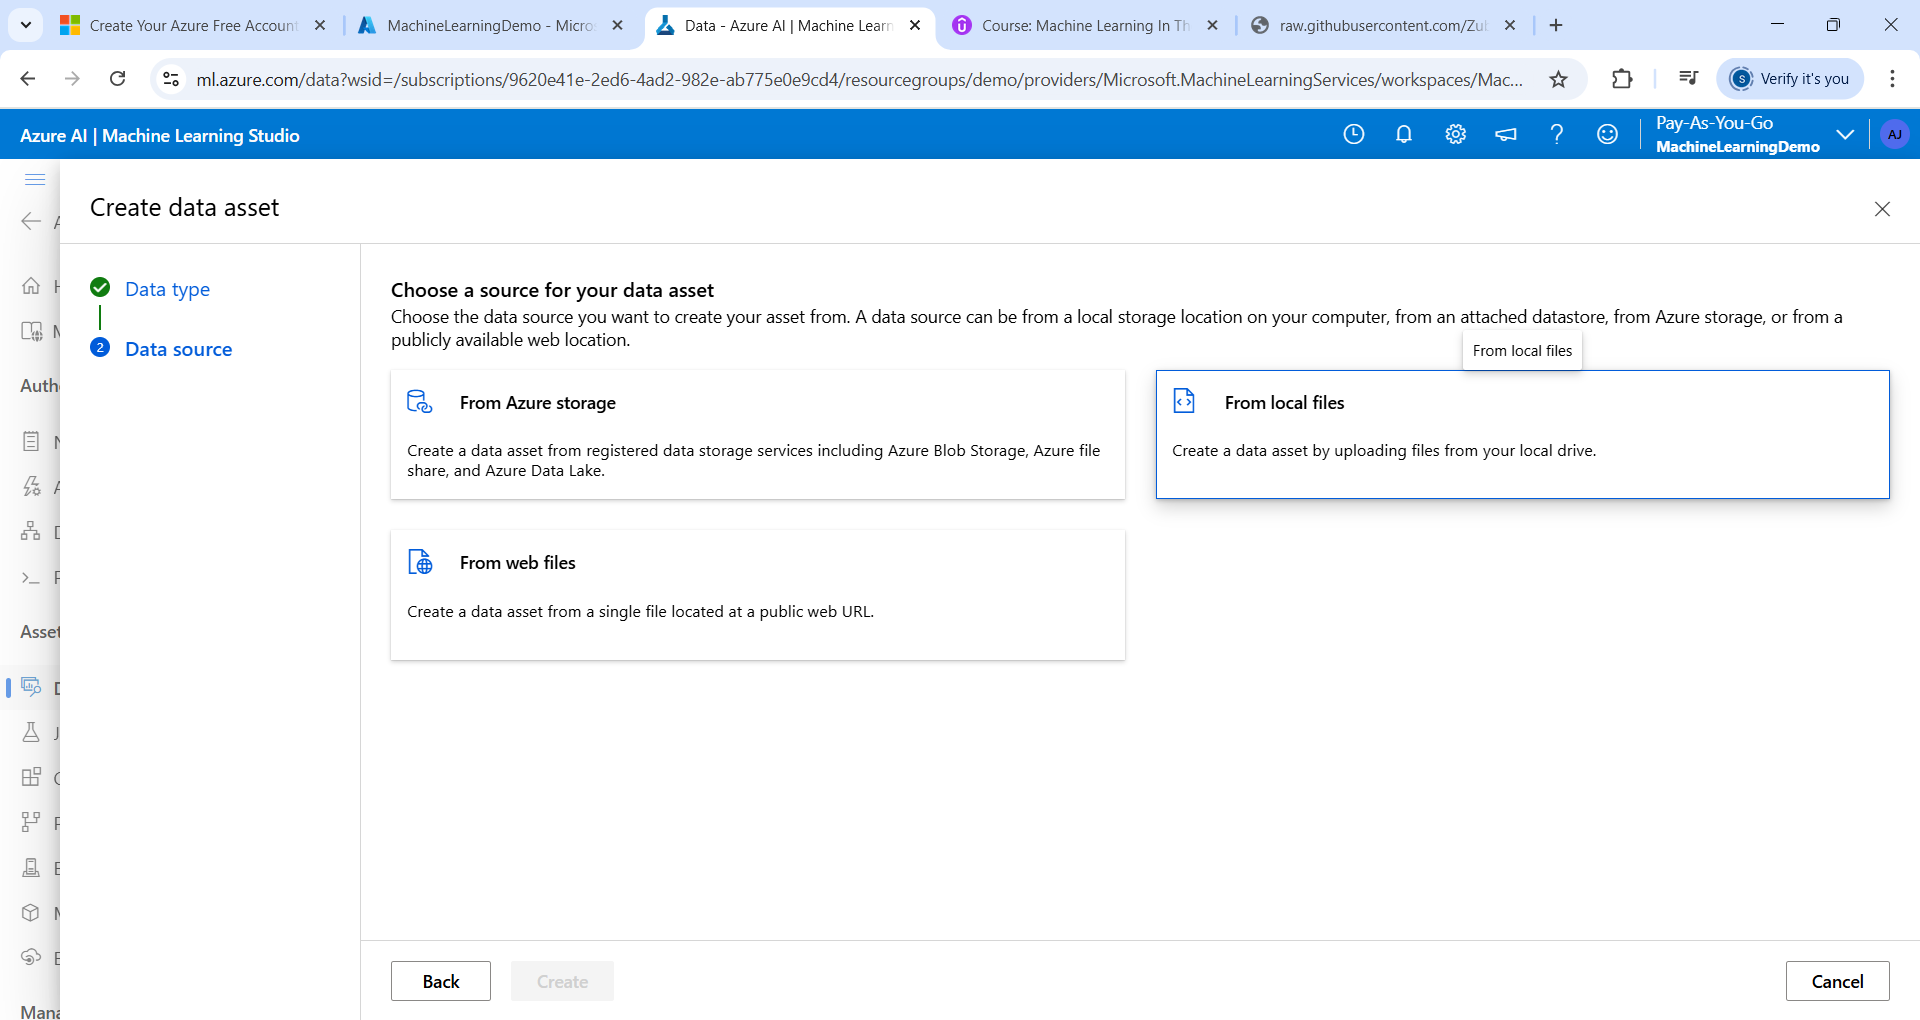 Create Your Azure Free Account
MachineLearningDemo - Micro
Data - Azure AI | Machine Learn
Course: Machine Learning In Th
raw.githubusercontent.com/Zul
ml.azure.com/data?wsid=/subscriptions/9620e41e-2ed6-4ad2-982e-ab775e0e9cd4/resourcegroups/demo/providers/Microsoft.MachineLearningServices/workspaces/Mac...
S
Verify it's you
Azure AI | Machine Learning Studio
Pay-As-You-Go
MachineLearningDemo
AJ
Create data asset
Auth
Asset
Mana
Data type
2
Data source
Choose a source for your data asset
Choose the data source you want to create your asset from. A data source can be from a local storage location on your computer, from an attached datastore, from Azure storage, or from a
publicly available web location.
From local files
From Azure storage
Create a data asset from registered data storage services including Azure Blob Storage, Azure file
share, and Azure Data Lake.
From local files
Create a data asset by uploading files from your local drive.
From web files
Create a data asset from a single file located at a public web URL.
Back
Create
Cancel